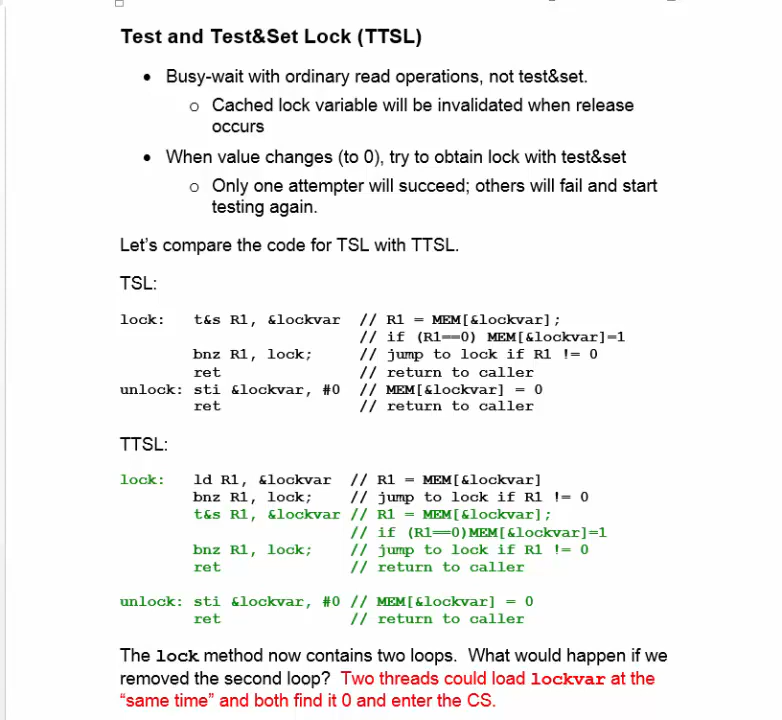 Test and Test&Set Lock (TTSL)
• Busy-wait with ordinary read operations, not test&set.
o Cached lock variable will be invalidated when release
occurs
• When value changes (to 0), try to obtain lock with test&set
o Only one attempter will succeed; others will fail and start
testing again.
Let's compare the code for TSL with TTSL.
TSL:
lock: t&s R1, &lockvar // R1 = MEM[&lockvar];
// if (R1==0) MEM[&lockvar]=1
bnz R1, lock; // jump to lock if R1 != 0
ret // return to caller
unlock: sti &lockvar, #0 // MEM[&lockvar] = 0
ret // return to caller
TTSL:
lock: ld R1, &lockvar // R1 = MEM[&lockvar]
bnz R1, lock; // jump to lock if R1 != 0
t&s R1, &lockvar // R1 = MEM[&lockvar];
// if (R1==0)MEM[&lockvar]=1
bnz R1, lock; // jump to lock if R1 != 0
ret // return to caller
unlock: sti &lockvar, #0 // MEM[&lockvar] = 0
ret // return to caller
The lock method now contains two loops. What would happen if we
removed the second loop? Two threads could load lockvar at the
“same time” and both find it 0 and enter the CS.